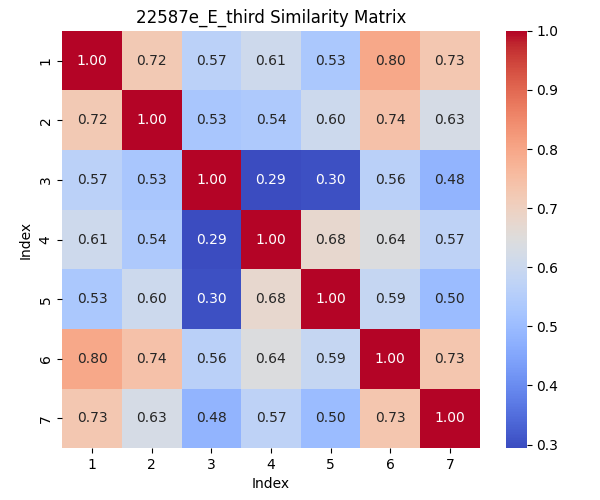 22587e_E_third Similarity Matrix
1 1.00 0.72 0.57 0.61 0.53 0.80 0.73
2 0.72 1.00 0.53 0.54 0.60 0.74 0.63
3 0.57 0.53 1.00 0.29 0.30 0.56 0.48
4 0.61 0.54 0.29 1.00 0.68 0.64 0.57
5 0.53 0.60 0.30 0.68 1.00 0.59 0.50
6 0.80 0.74 0.56 0.64 0.59 1.00 0.73
7 0.73 0.63 0.48 0.57 0.50 0.73 1.00
1 2 3 4 5 6 7
Index
Index
1.0
0.9
0.8
0.7
0.6
0.5
0.4
0.3